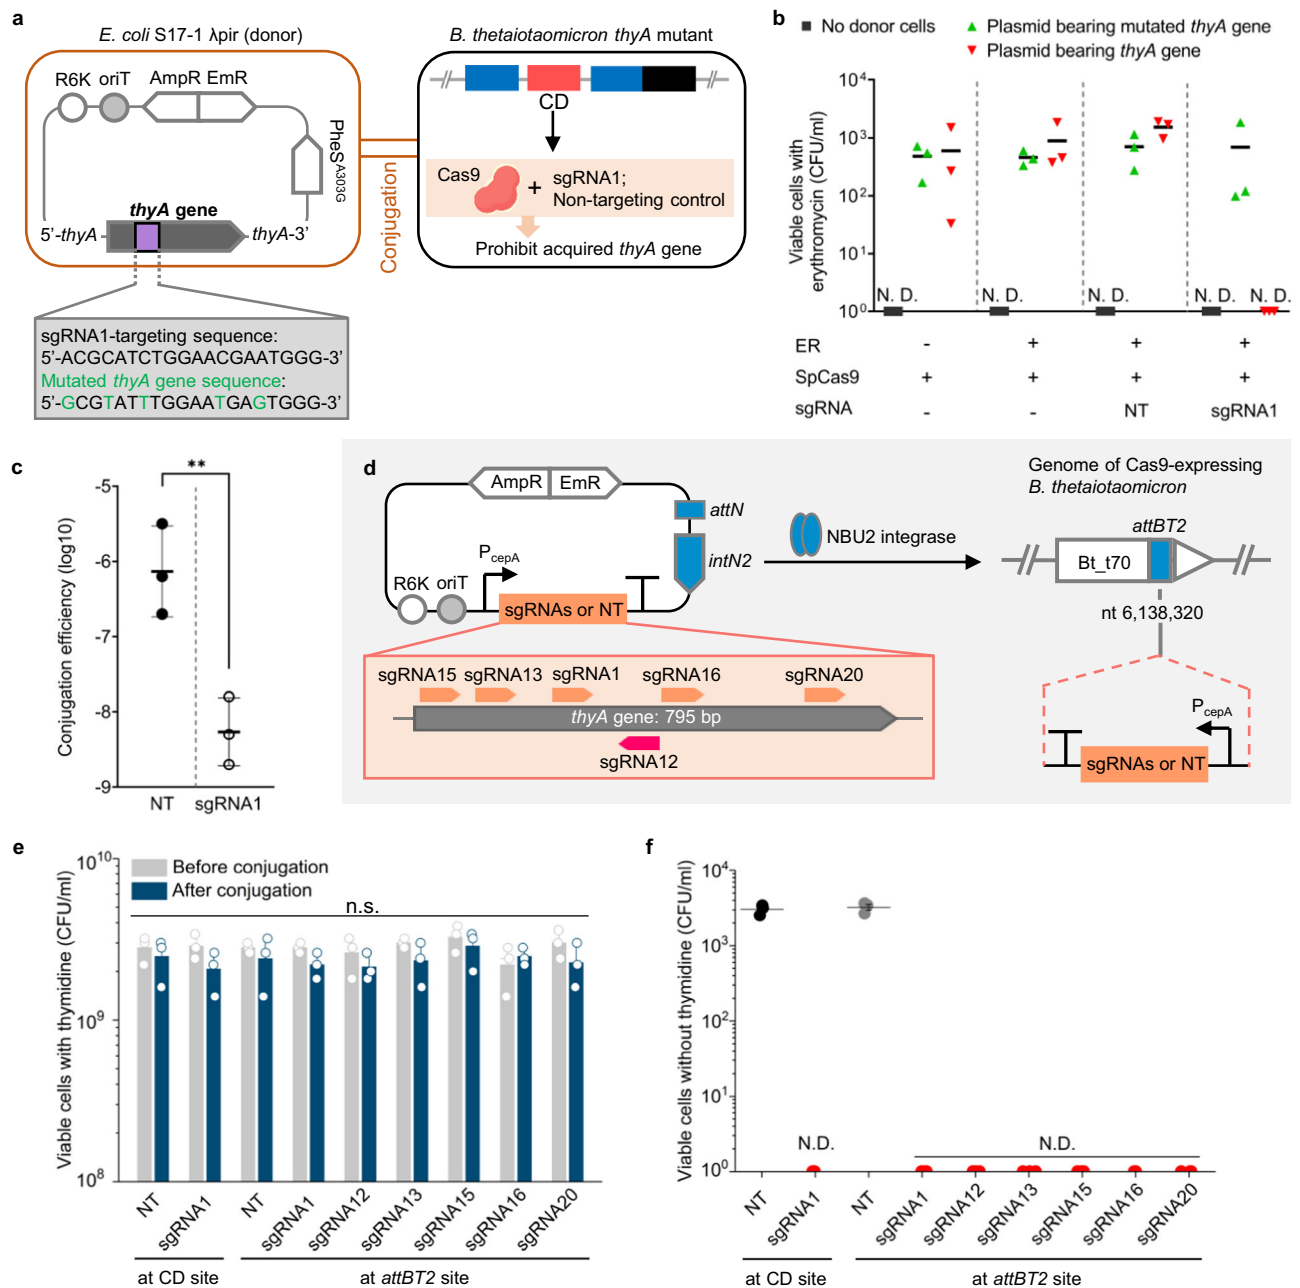 a
E. coli S17-1 λpir (donor)
R6K oriT AmpR EmR
PheS^A303G
thyA gene
5'-thyA
thyA-3'
sgRNA1-targeting sequence:
5'-ACGCATCTGGAACGAATGGG-3'
Mutated thyA gene sequence:
5'-GCGTATTTGGAATGAGTGGG-3'
Conjugation
B. thetaiotaomicron thyA mutant
CD
Cas9
+
sgRNA1;
Non-targeting control
Prohibit acquired thyA gene
b
No donor cells
Plasmid bearing mutated thyA gene
Plasmid bearing thyA gene
Viable cells with
erythromycin (CFU/ml)
10^4
10^3
10^2
10^1
10^0
N. D. N. D. N. D. N. D. N. D.
ER - + + +
SpCas9 + + + +
sgRNA - - NT sgRNA1
c
**
Conjugation efficiency (log10)
-5
-6
-7
-8
-9
NT sgRNA1
d
AmpR EmR
attN
intN2
P_cepA
R6K oriT
sgRNAs or NT
NBU2 integrase
Genome of Cas9-expressing
B. thetaiotaomicron
attBT2
Bt_t70
nt 6,138,320
P_cepA
sgRNAs or NT
sgRNA15 sgRNA13 sgRNA1 sgRNA16 sgRNA20
thyA gene: 795 bp
sgRNA12
e
Before conjugation
After conjugation
n.s.
Viable cells with thymidine (CFU/ml)
10^10
10^9
10^8
NT sgRNA1 NT sgRNA1 sgRNA12 sgRNA13 sgRNA15 sgRNA16 sgRNA20
at CD site at attBT2 site
f
Viable cells without thymidine (CFU/ml)
10^4
10^3
10^2
10^1
10^0
N.D. N.D.
NT sgRNA1 NT sgRNA1 sgRNA12 sgRNA13 sgRNA15 sgRNA16 sgRNA20
at CD site at attBT2 site